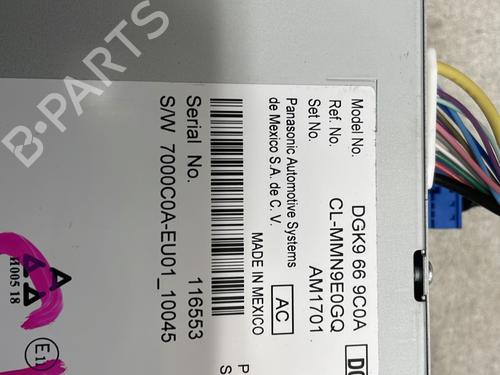 Model No. DGK9 66 9C0A
Ref. No. CL-MMN9E0GQ
Set No. AM1701
Panasonic Automotive Systems
de Mexico S.A. de C. V.
AC
MADE IN MEXICO
Serial No. 116553
S/W 7000C0A-EU01_10045
B-PARTS